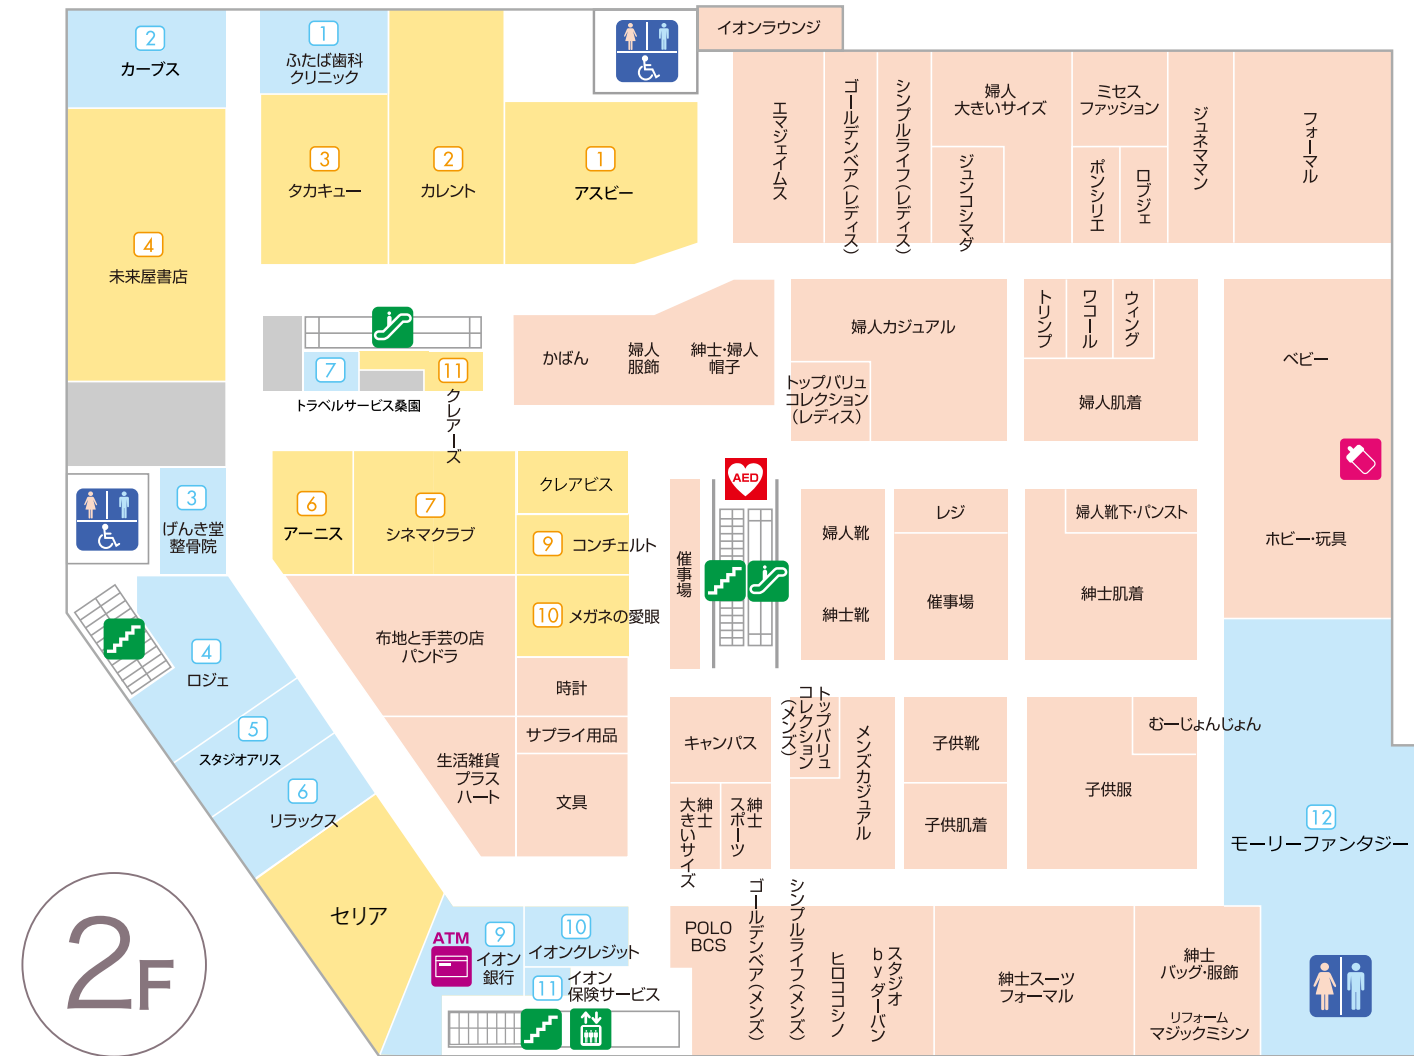 2
カーブス
1
ふたば歯科
クリニック
イオンラウンジ
4
未来屋書店
3
タカキュー
2
カレント
1
アスビー
エマジェイムス
ゴールデンベア(レディス)
シンプルライフ(レディス)
婦人
大きいサイズ
ジュンコシマダ
ミセス
ファッション
ポンシリエ
ロブジェ
ジュネママン
フォーマル
7
トラベルサービス桑園
11
クレアーズ
かばん
婦人
服飾
紳士・婦人
帽子
婦人カジュアル
トップバリュ
コレクション
(レディス)
トリンプ
ワコール
ウィング
婦人肌着
ベビー
ホビー・玩具
3
げんき堂
整骨院
6
アーニス
7
シネマクラブ
クレアビス
9
コンチェルト
10
メガネの愛眼
布地と手芸の店
パンドラ
時計
サプライ用品
生活雑貨
プラス
ハート
文具
催事場
AED
婦人靴
紳士靴
レジ
催事場
婦人靴下・パンスト
紳士肌着
4
ロジェ
5
スタジオアリス
6
リラックス
セリア
キャンパス
紳士
大きいサイズ
紳士
スポーツ
トップバリュ
コレクション
(メンズ)
メンズカジュアル
子供靴
子供肌着
むーじょんじょん
子供服
12
モーリーファンタジー
ATM
9
イオン
銀行
10
イオンクレジット
11
イオン
保険サービス
POLO
BCS
ゴールデンベア(メンズ)
シンプルライフ(メンズ)
ヒロココシノ
スタジオ
byダーバン
紳士スーツ
フォーマル
紳士
バッグ・服飾
リフォーム
マジックミシン
2F